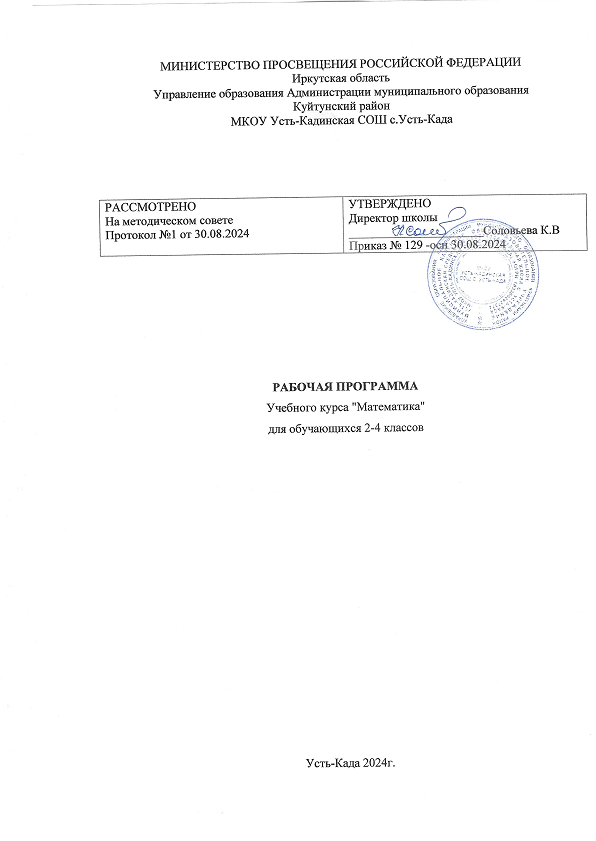 МИНИСТЕРСТВО ПРОСВЕЩЕНИЯ РОССИЙСКОЙ ФЕДЕРАЦИИ
Иркутская область
Управление образования Администрации муниципального образования
Куйтунский район
МКОУ Усть-Кадинская СОШ с.Усть-Када
РАССМОТРЕНО
На методическом совете
Протокол №1 от 30.08.2024
УТВЕРЖДЕНО
Директор школы
Соловьева К.В
Приказ № 129 -осн 30.08.2024
РАБОЧАЯ ПРОГРАММА
Учебного курса "Математика"
для обучающихся 2-4 классов
Усть-Када 2024г.